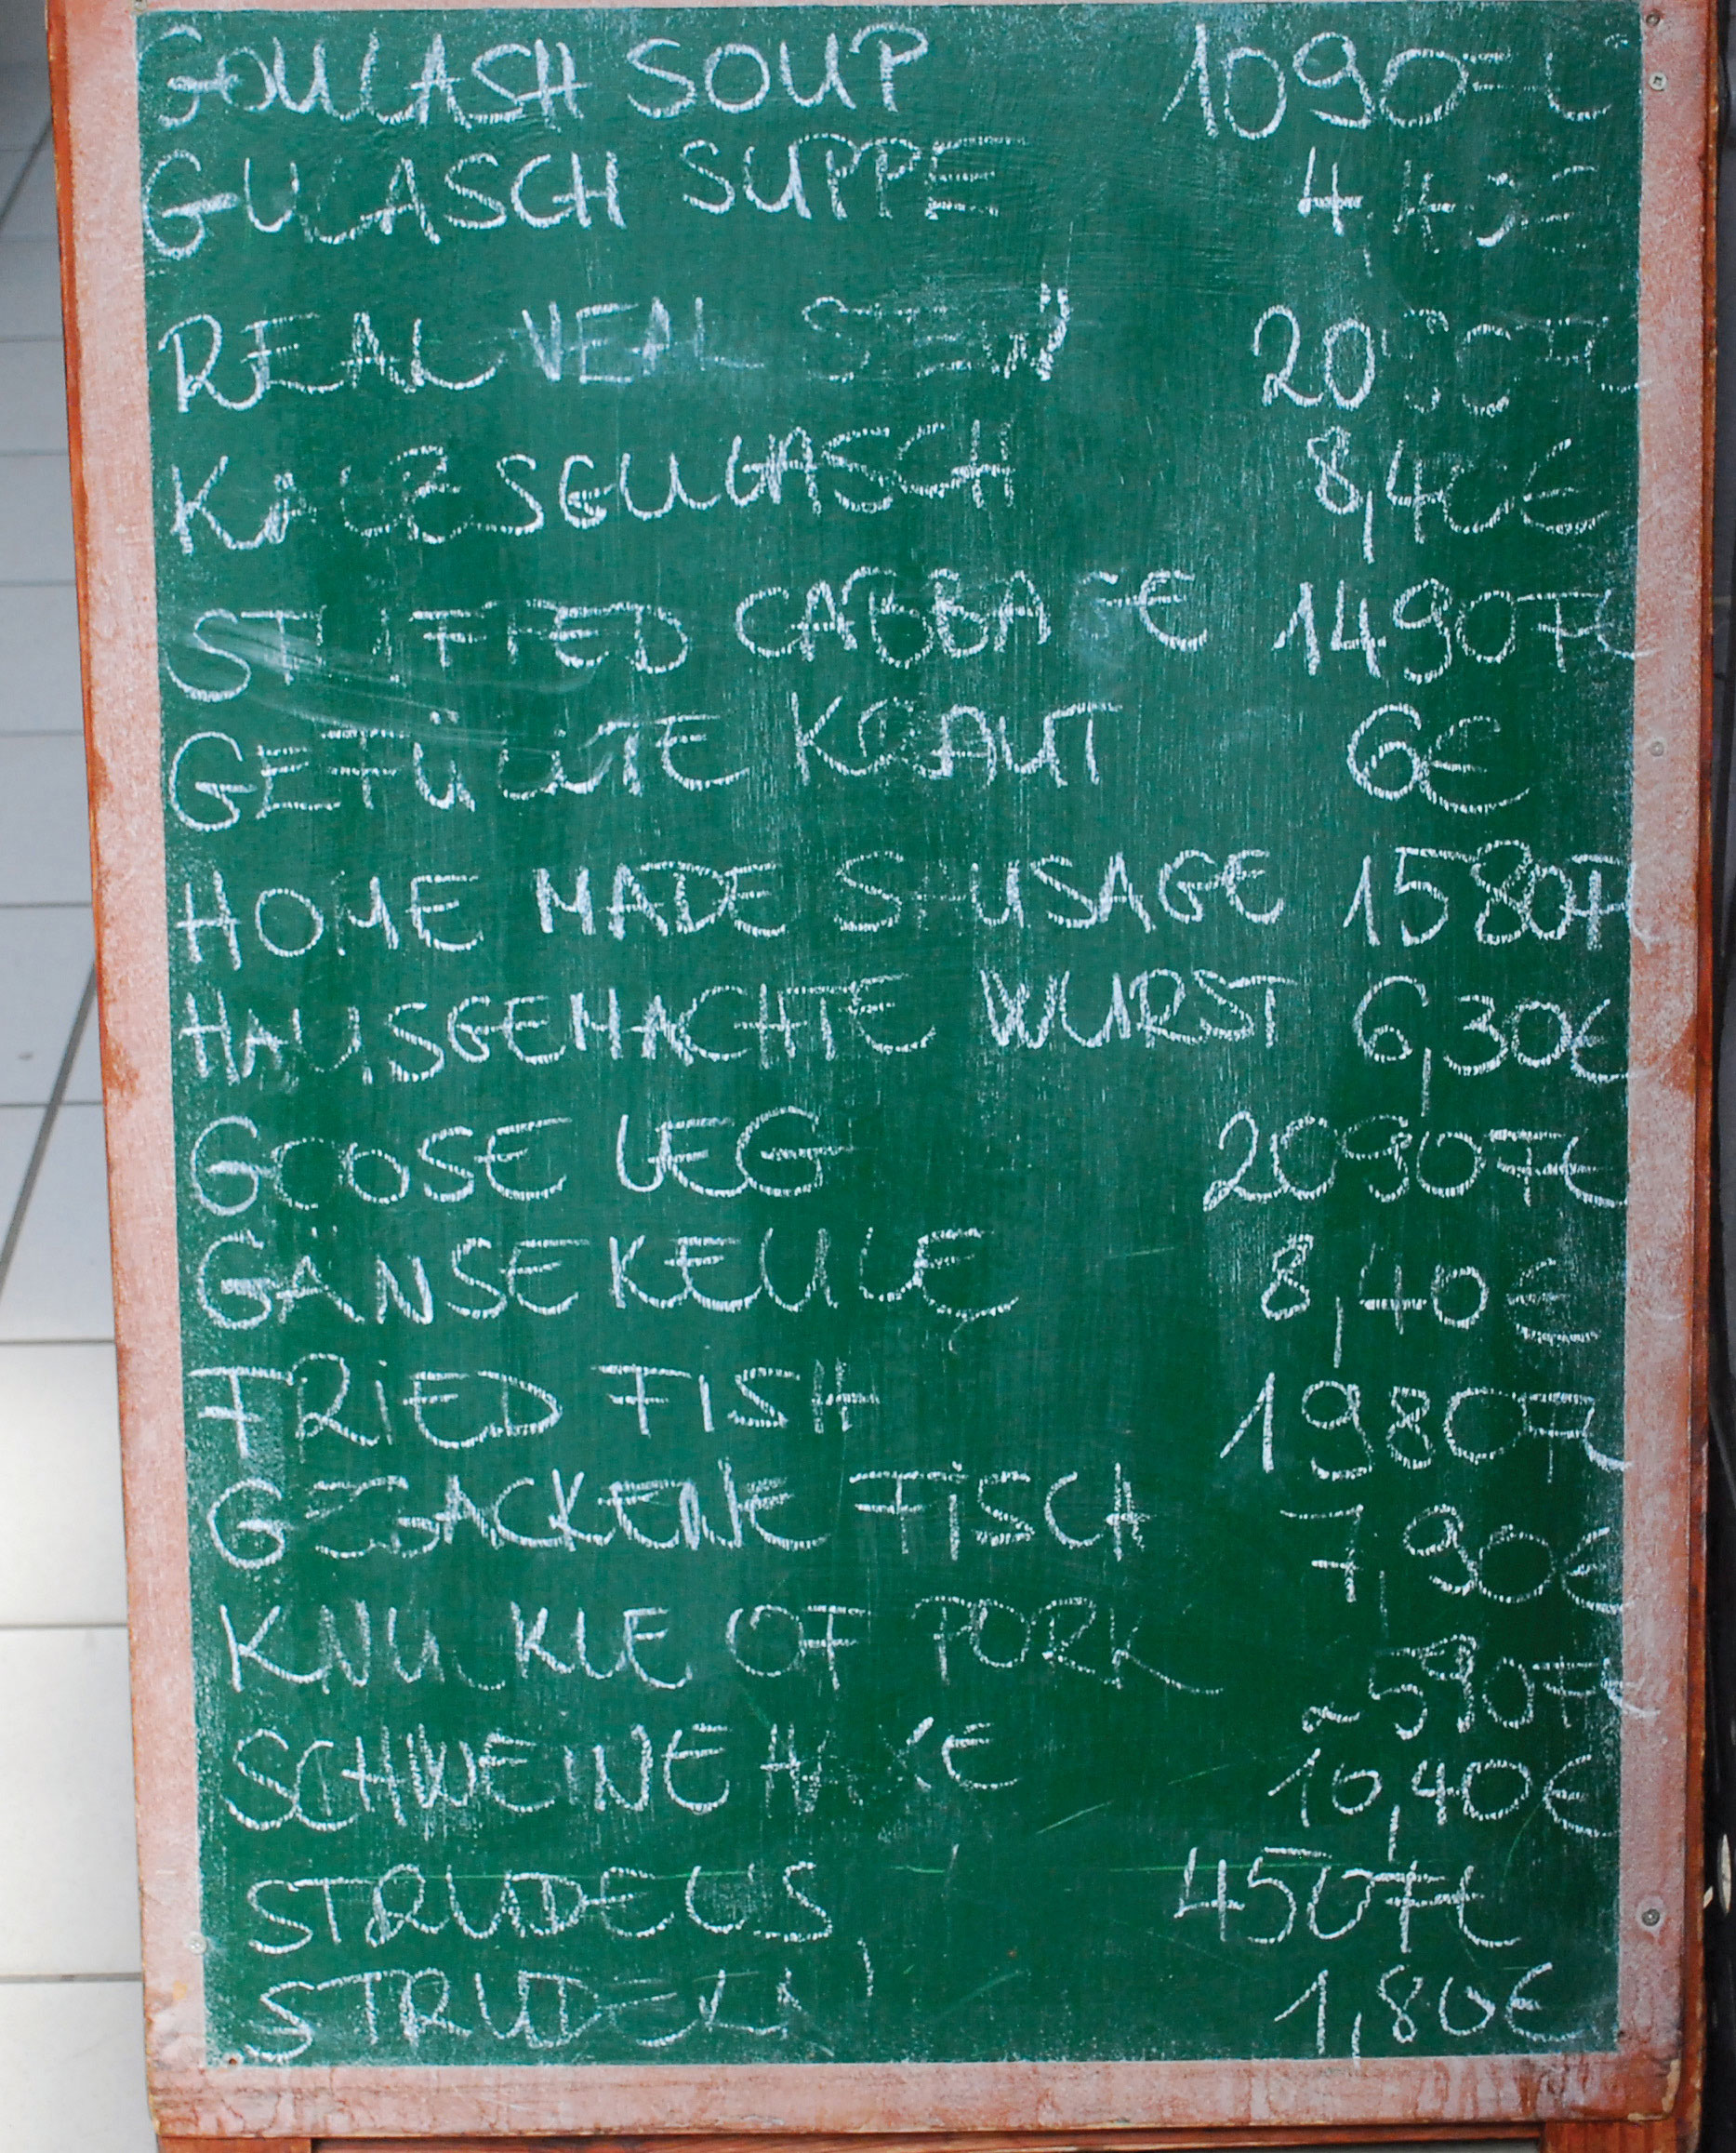 GOULASH SOUP 1090Ft
GULASCH SUPPE 4,40€
REAL VEAL STEW 2090Ft
KALBSGULASCH 8,40€
STUFFED CABBAGE 1490Ft
GEFÜLLTE KRAUT 6€
HOME MADE SAUSAGE 1580Ft
HAUSGEMACHTE WURST 6,30€
GOOSE LEG 2090Ft
GÄNSEKEULE 8,40€
FRIED FISH 1980Ft
GEBACKENE FISCH 7,90€
KNUCKLE OF PORK 2590Ft
SCHWEINE HAXE 10,40€
STRUDELS, 450Ft
STRUDELN 1,80€